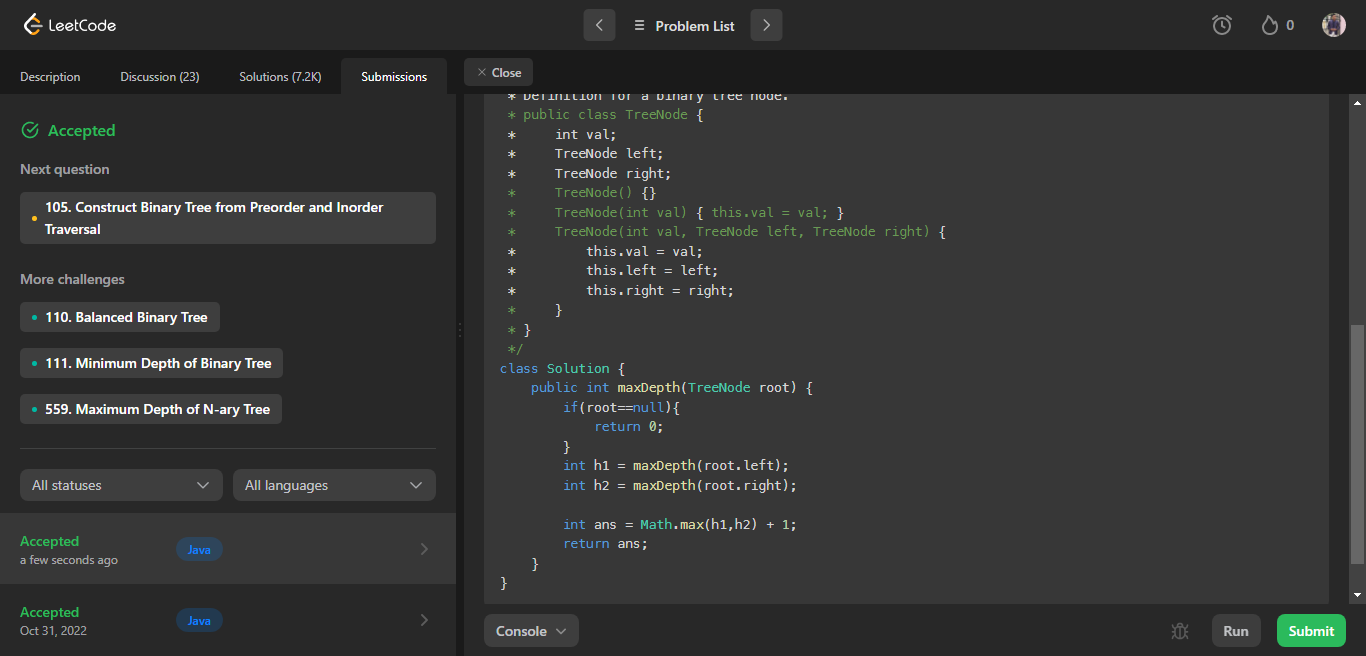 LeetCode
Problem List
0
Description
Discussion (23)
Solutions (7.2K)
Submissions
Close
Accepted
Next question
105. Construct Binary Tree from Preorder and Inorder
Traversal
More challenges
110. Balanced Binary Tree
111. Minimum Depth of Binary Tree
559. Maximum Depth of N-ary Tree
All statuses
All languages
Accepted
a few seconds ago
Java
Accepted
Oct 31, 2022
Java
* Definition for a binary tree node.
* public class TreeNode {
*     int val;
*     TreeNode left;
*     TreeNode right;
*     TreeNode() {}
*     TreeNode(int val) { this.val = val; }
*     TreeNode(int val, TreeNode left, TreeNode right) {
*         this.val = val;
*         this.left = left;
*         this.right = right;
*     }
* }
*/
class Solution {
    public int maxDepth(TreeNode root) {
        if(root==null){
            return 0;
        }
        int h1 = maxDepth(root.left);
        int h2 = maxDepth(root.right);
        int ans = Math.max(h1,h2) + 1;
        return ans;
    }
}
Console
Run
Submit